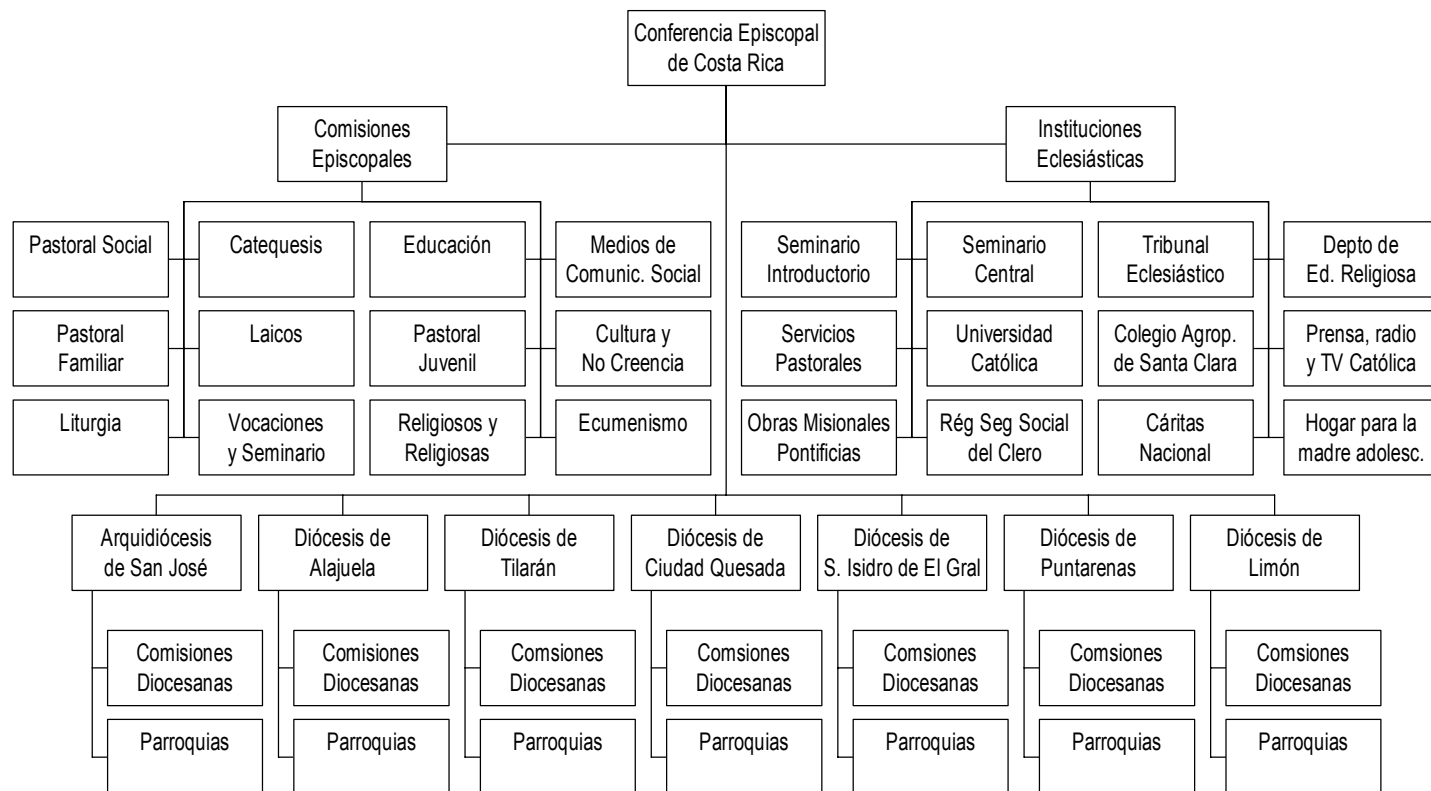 Conferencia Episcopal
de Costa Rica
Comisiones
Episcopales
Instituciones
Eclesiásticas
Pastoral Social
Catequesis
Educación
Medios de
Comunic. Social
Seminario
Introductorio
Seminario
Central
Tribunal
Eclesiástico
Depto de
Ed. Religiosa
Pastoral
Familiar
Laicos
Pastoral
Juvenil
Cultura y
No Creencia
Servicios
Pastorales
Universidad
Católica
Colegio Agrop.
de Santa Clara
Prensa, radio
y TV Católica
Liturgia
Vocaciones
y Seminario
Religiosos y
Religiosas
Ecumenismo
Obras Misionales
Pontificias
Rég Seg Social
del Clero
Cáritas
Nacional
Hogar para la
madre adolesc.
Arquidiócesis
de San José
Diócesis de
Alajuela
Diócesis de
Tilarán
Diócesis de
Ciudad Quesada
Diócesis de
S. Isidro de El Gral
Diócesis de
Puntarenas
Diócesis de
Limón
Comisiones
Diocesanas
Comisiones
Diocesanas
Comsiones
Diocesanas
Comsiones
Diocesanas
Comsiones
Diocesanas
Comsiones
Diocesanas
Comsiones
Diocesanas
Parroquias
Parroquias
Parroquias
Parroquias
Parroquias
Parroquias
Parroquias